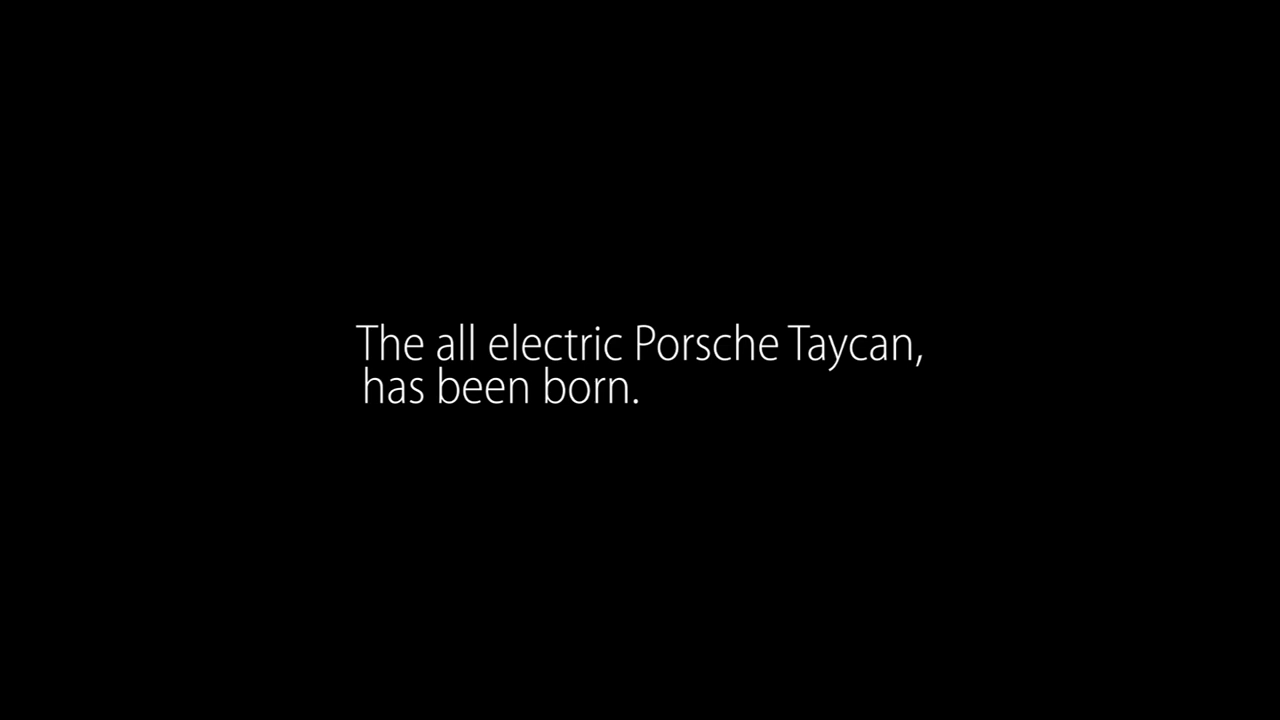 The all electric Porsche Taycan,
has been born.